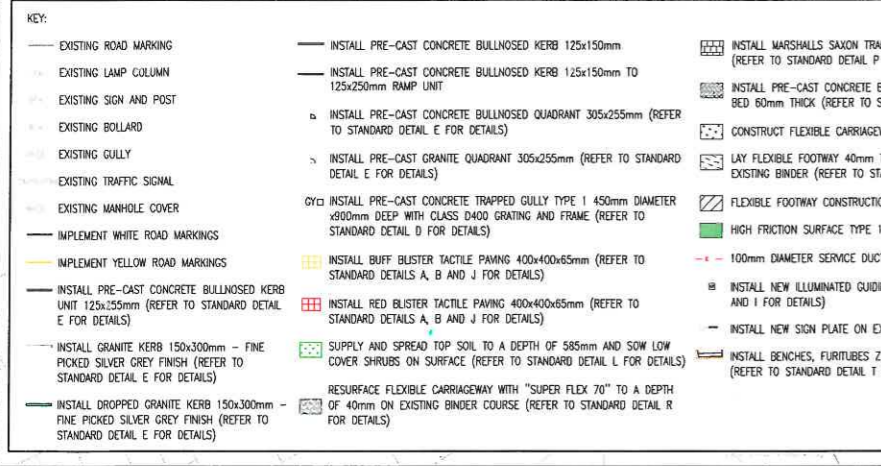 KEY:
EXISTING ROAD MARKING
EXISTING LAMP COLUMN
EXISTING SIGN AND POST
EXISTING BOLLARD
EXISTING GULLY
EXISTING TRAFFIC SIGNAL
EXISTING MANHOLE COVER
IMPLEMENT WHITE ROAD MARKINGS
IMPLEMENT YELLOW ROAD MARKINGS
INSTALL PRE-CAST CONCRETE BULLNOSED KERB
UNIT 125x255mm (REFER TO STANDARD DETAIL
E FOR DETAILS)
INSTALL GRANITE KERB 150x300mm – FINE
PICKED SILVER GREY FINISH (REFER TO
STANDARD DETAIL E FOR DETAILS)
INSTALL DROPPED GRANITE KERB 150x300mm –
FINE PICKED SILVER GREY FINISH (REFER TO
STANDARD DETAIL E FOR DETAILS)
INSTALL PRE-CAST CONCRETE BULLNOSED KERB 125x150mm
INSTALL PRE-CAST CONCRETE BULLNOSED KERB 125x150mm TO
125x250mm RAMP UNIT
INSTALL PRE-CAST CONCRETE BULLNOSED QUADRANT 305x255mm (REFER
TO STANDARD DETAIL E FOR DETAILS)
INSTALL PRE-CAST GRANITE QUADRANT 305x255mm (REFER TO STANDARD
DETAIL E FOR DETAILS)
GY INSTALL PRE-CAST CONCRETE TRAPPED GULLY TYPE 1 450mm DIAMETER
x900mm DEEP WITH CLASS D400 GRATING AND FRAME (REFER TO
STANDARD DETAIL D FOR DETAILS)
INSTALL BUFF BLISTER TACTILE PAVING 400x400x65mm (REFER TO
STANDARD DETAILS A, B AND J FOR DETAILS)
INSTALL RED BLISTER TACTILE PAVING 400x400x65mm (REFER TO
STANDARD DETAILS A, B AND J FOR DETAILS)
SUPPLY AND SPREAD TOP SOIL TO A DEPTH OF 585mm AND SOW LOW
COVER SHRUBS ON SURFACE (REFER TO STANDARD DETAIL L FOR DETAILS)
RESURFACE FLEXIBLE CARRIAGEWAY WITH "SUPER FLEX 70" TO A DEPTH
OF 40mm ON EXISTING BINDER COURSE (REFER TO STANDARD DETAIL R
FOR DETAILS)
INSTALL MARSHALLS SAXON TRA
(REFER TO STANDARD DETAIL P
INSTALL PRE-CAST CONCRETE
BED 60mm THICK (REFER TO S
CONSTRUCT FLEXIBLE CARRIAGEW
LAY FLEXIBLE FOOTWAY 40mm
EXISTING BINDER (REFER TO STA
FLEXIBLE FOOTWAY CONSTRUCTIO
HIGH FRICTION SURFACE TYPE 1
100mm DIAMETER SERVICE DUC
INSTALL NEW ILLUMINATED GUIDI
AND I FOR DETAILS)
INSTALL NEW SIGN PLATE ON EX
INSTALL BENCHES, FURITUBES Z
(REFER TO STANDARD DETAIL T